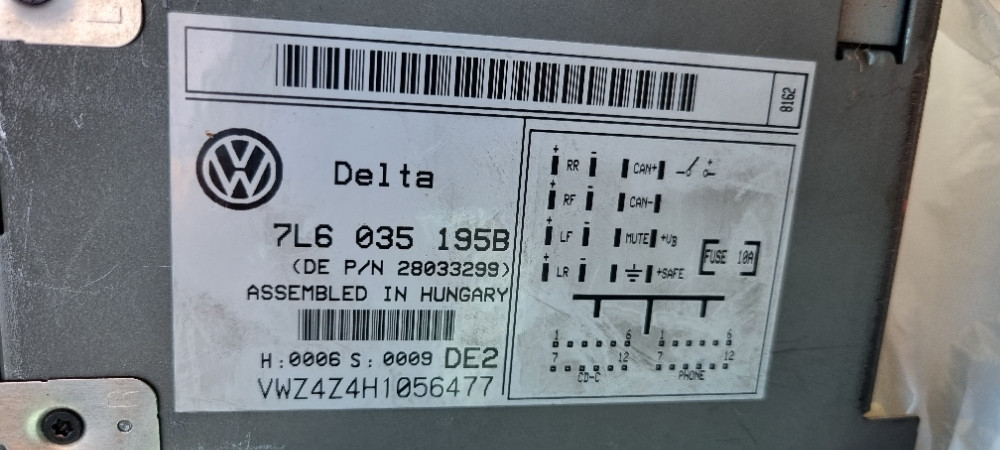 8162
VW
Delta
7L6 035 195B
(DE P/N 28033299)
ASSEMBLED IN HUNGARY
H:0006 S:0009 DE2
VWZ4Z4H1056477
+ RR - CAN+
+ RF - CAN-
+ LF - MUTE +UB
+ LR - +SAFE
FUSE 10A
1 6 1 6
7 12 7 12
CD-C PHONE